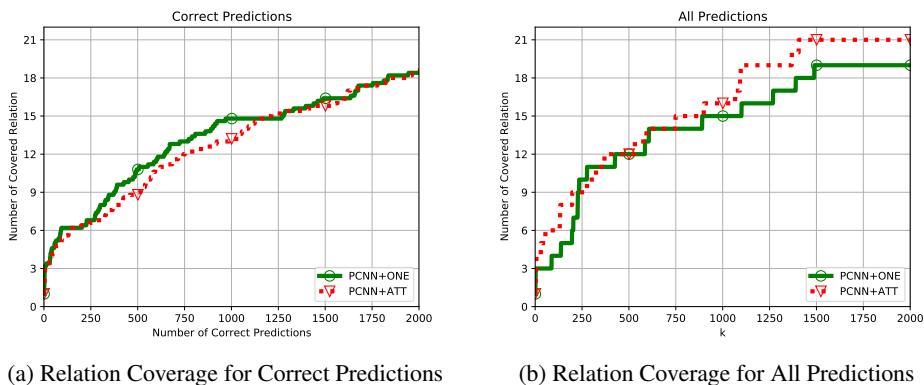 Correct Predictions
Number of Covered Relation
21
18
15
12
9
6
3
0
0 250 500 750 1000 1250 1500 1750 2000
Number of Correct Predictions
PCNN+ONE
PCNN+ATT
(a) Relation Coverage for Correct Predictions
All Predictions
Number of Covered Relation
21
18
15
12
9
6
3
0
0 250 500 750 1000 1250 1500 1750 2000
k
PCNN+ONE
PCNN+ATT
(b) Relation Coverage for All Predictions